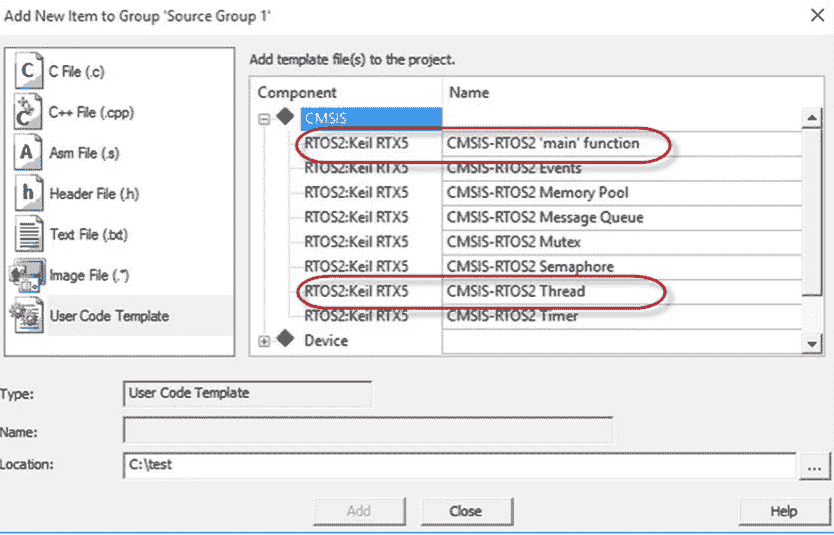 Add New Item to Group 'Source Group 1'
C File (.c)
C++ File (.cpp)
Asm File (.s)
Header File (.h)
Text File (.txt)
Image File (.*)
User Code Template
Add template file(s) to the project.
Component Name
CMSIS
RTOS2:Keil RTX5 CMSIS-RTOS2 'main' function
RTOS2:Keil RTX5 CMSIS-RTOS2 Events
RTOS2:Keil RTX5 CMSIS-RTOS2 Memory Pool
RTOS2:Keil RTX5 CMSIS-RTOS2 Message Queue
RTOS2:Keil RTX5 CMSIS-RTOS2 Mutex
RTOS2:Keil RTX5 CMSIS-RTOS2 Semaphore
RTOS2:Keil RTX5 CMSIS-RTOS2 Thread
RTOS2:Keil RTX5 CMSIS-RTOS2 Timer
Device
Type: User Code Template
Name:
Location: C:\test ...
Add Close Help